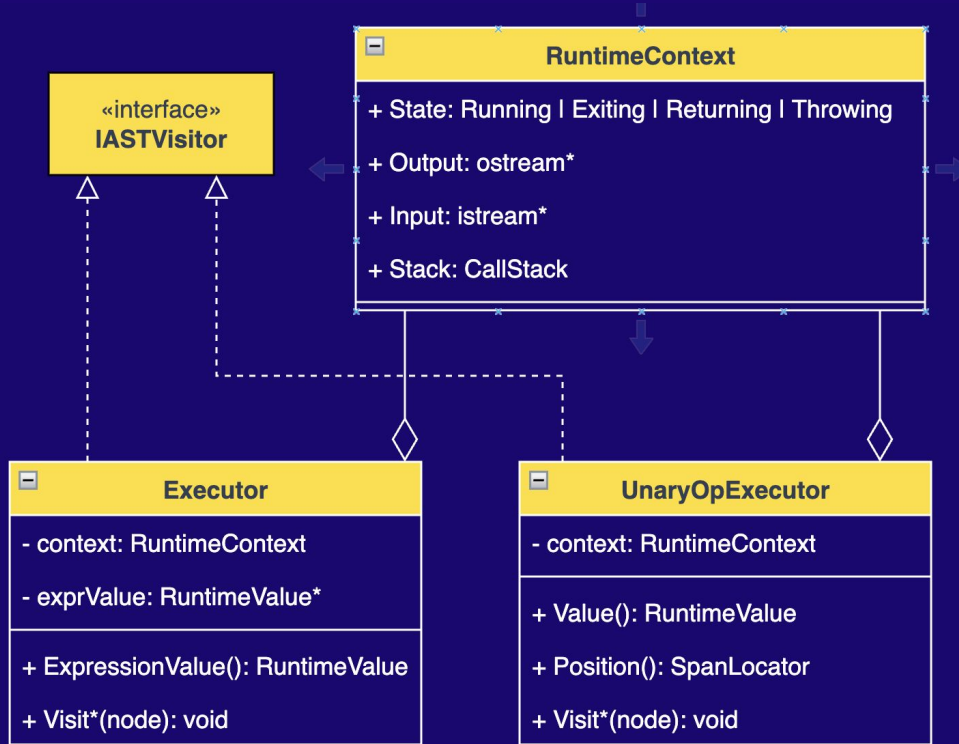 «interface»
IASTVisitor
RuntimeContext
+ State: Running | Exiting | Returning | Throwing
+ Output: ostream*
+ Input: istream*
+ Stack: CallStack
Executor
- context: RuntimeContext
- exprValue: RuntimeValue*
+ ExpressionValue(): RuntimeValue
+ Visit*(node): void
UnaryOpExecutor
- context: RuntimeContext
+ Value(): RuntimeValue
+ Position(): SpanLocator
+ Visit*(node): void